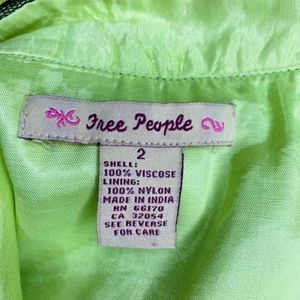 Free People
2
SHELL:
100% VISCOSE
LINING:
100% NYLON
MADE IN INDIA
RN 66170
CA 32054
SEE REVERSE
FOR CARE